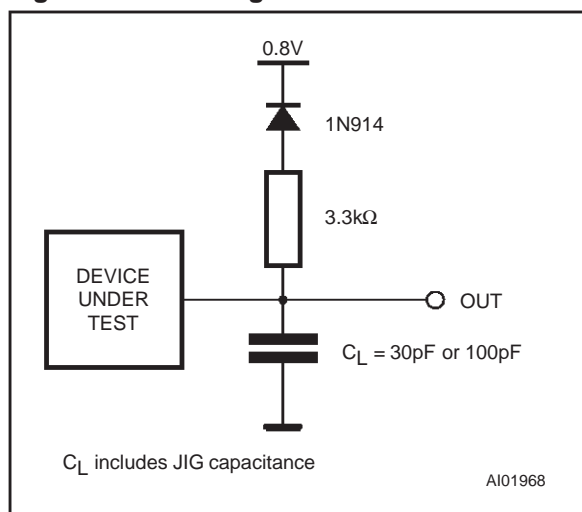 0.8V
1N914
3.3kΩ
DEVICE
UNDER
TEST
OUT
CL = 30pF or 100pF
CL includes JIG capacitance
AI01968